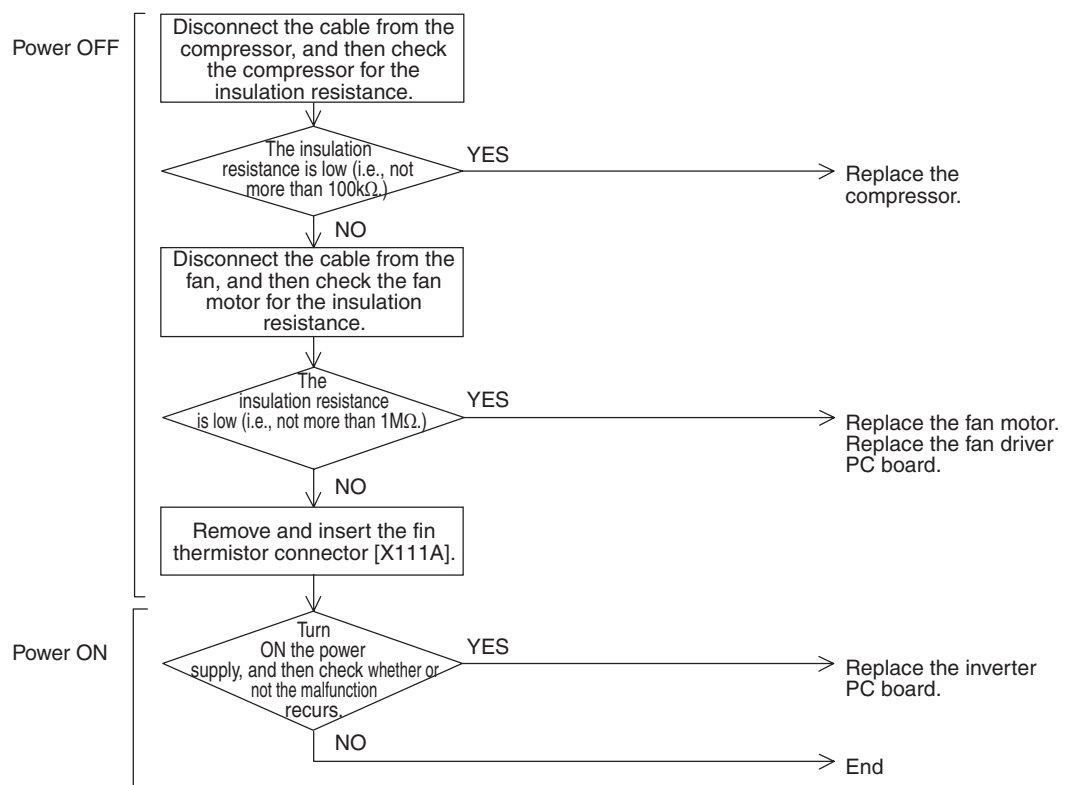 Power OFF
Disconnect the cable from the
compressor, and then check
the compressor for the
insulation resistance.
The insulation
resistance is low (i.e., not
more than 100kΩ.)
YES
Replace the
compressor.
NO
Disconnect the cable from the
fan, and then check the fan
motor for the insulation
resistance.
The
insulation resistance
is low (i.e., not more than 1MΩ.)
YES
Replace the fan motor.
Replace the fan driver
PC board.
NO
Remove and insert the fin
thermistor connector [X111A].
Power ON
Turn
ON the power
supply, and then check whether or
not the malfunction
recurs.
YES
Replace the inverter
PC board.
NO
End